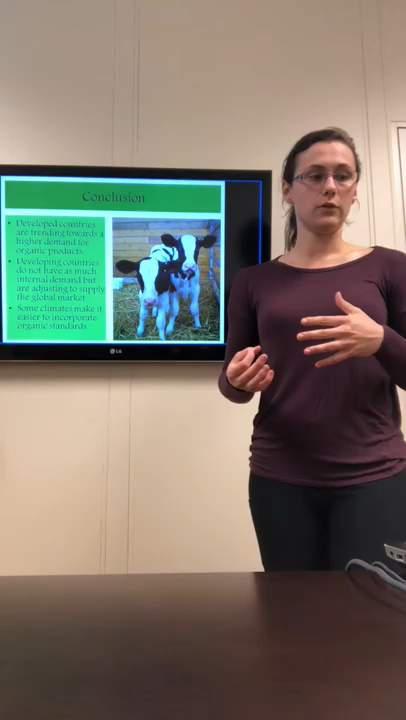 Conclusion
• Developed countries
are trending towards a
higher demand for
organic products
• Developing countries
do not have as much
internal demand but
are adjusting to supply
the global market
• Some climates make it
easier to incorporate
organic standards
LG